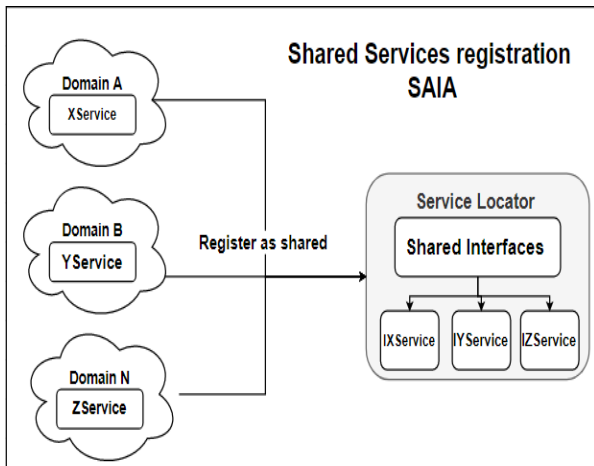 Shared Services registration
SAIA
Domain A
XService
Domain B
YService
Domain N
ZService
Register as shared
Service Locator
Shared Interfaces
IXService
IYService
IZService